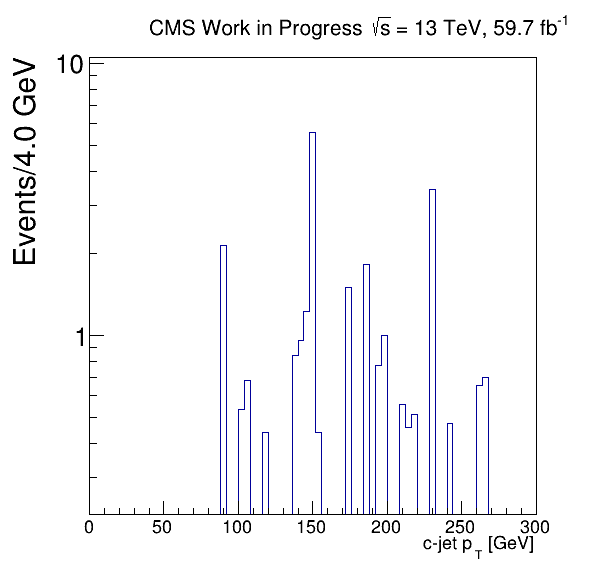 CMS Work in Progress √s = 13 TeV, 59.7 fb⁻¹
Events/4.0 GeV
10
1
0 50 100 150 200 250 300
c-jet p_T [GeV]